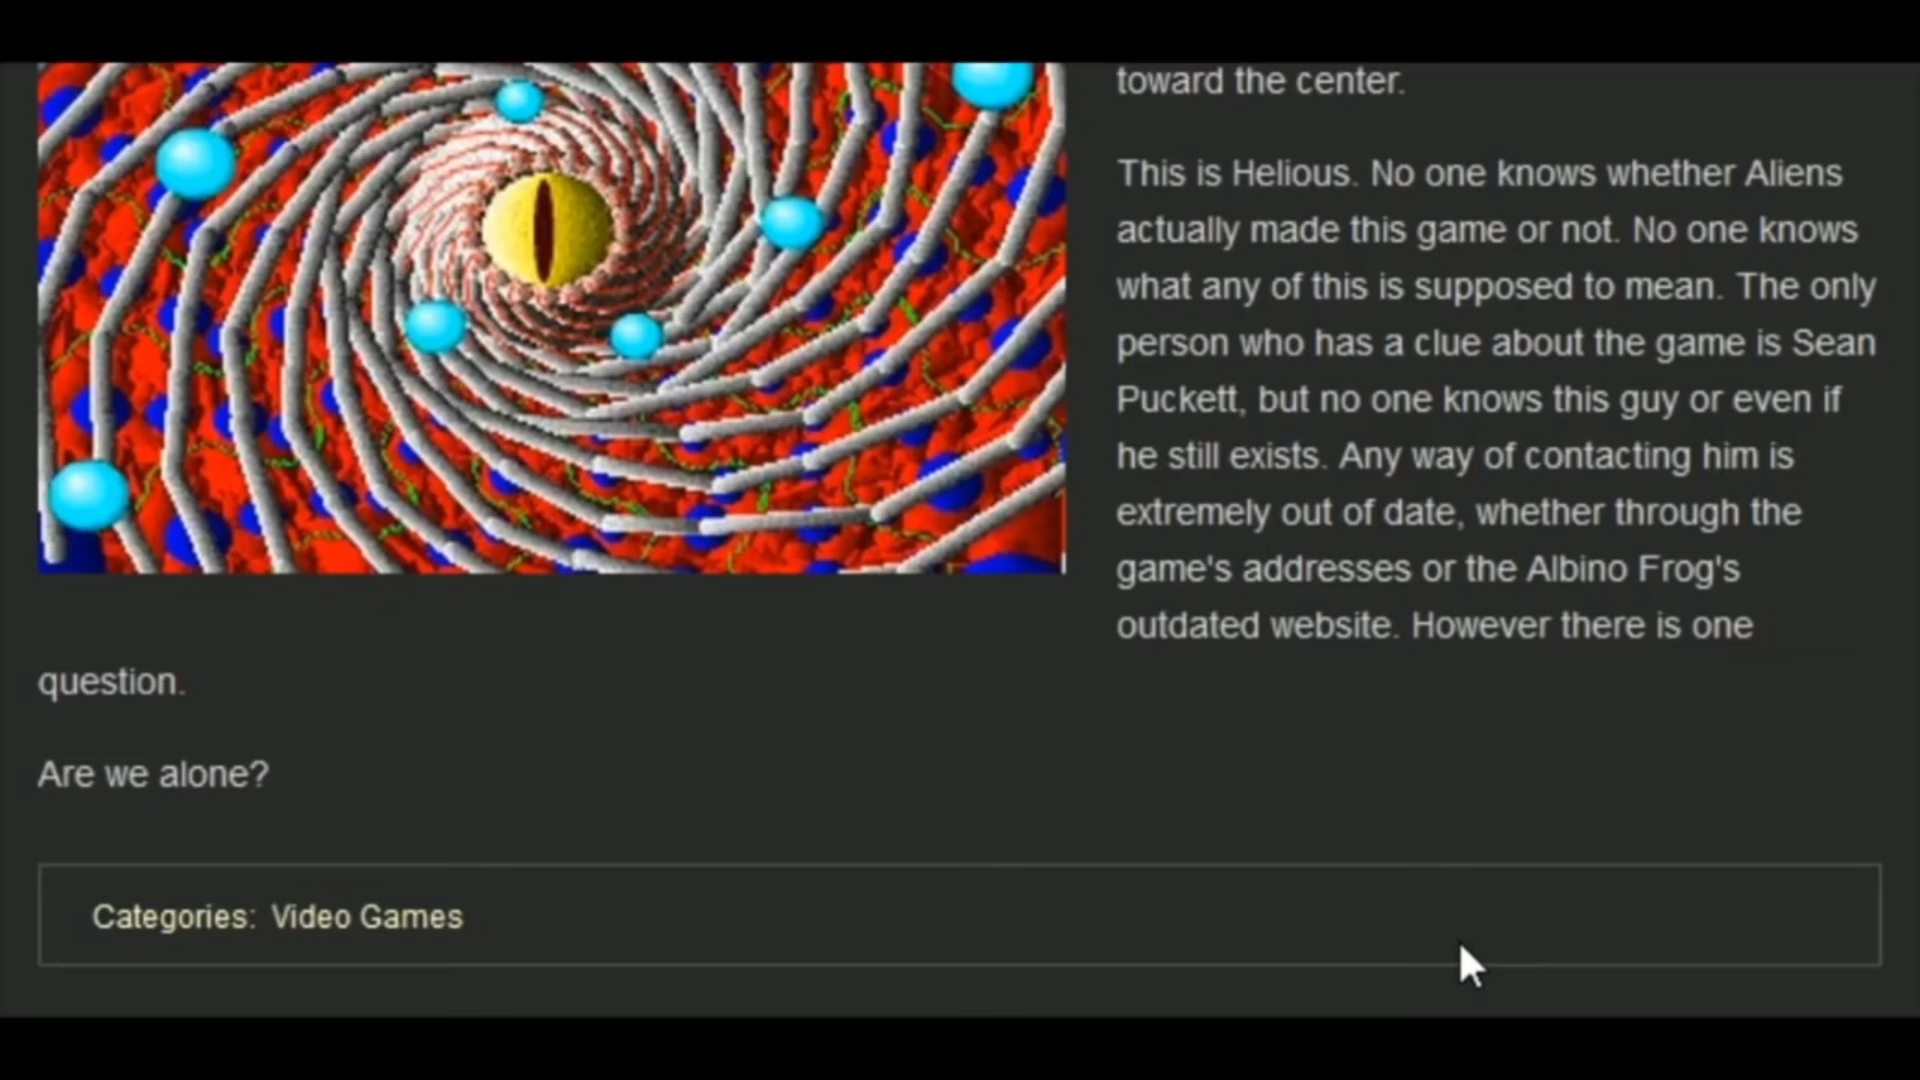 toward the center.
This is Helious. No one knows whether Aliens
actually made this game or not. No one knows
what any of this is supposed to mean. The only
person who has a clue about the game is Sean
Puckett, but no one knows this guy or even if
he still exists. Any way of contacting him is
extremely out of date, whether through the
game's addresses or the Albino Frog's
outdated website. However there is one
question.
Are we alone?
Categories: Video Games